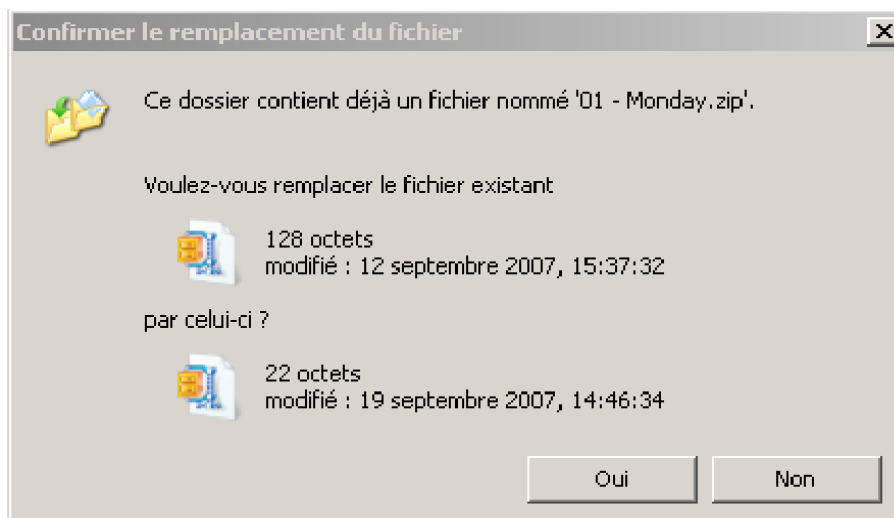 Confirmer le remplacement du fichier
Ce dossier contient déjà un fichier nommé '01 - Monday.zip'.
Voulez-vous remplacer le fichier existant
128 octets
modifié : 12 septembre 2007, 15:37:32
par celui-ci ?
22 octets
modifié : 19 septembre 2007, 14:46:34
Oui
Non